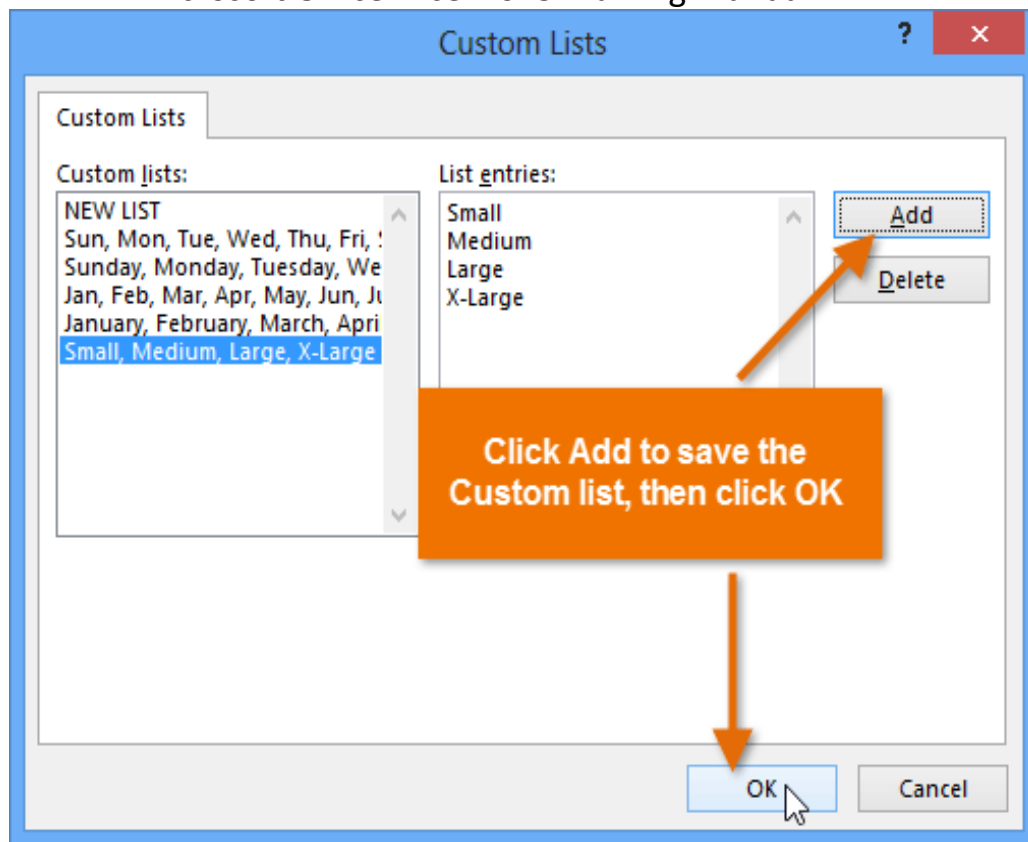 Custom Lists
?
×
Custom Lists
Custom lists:
NEW LIST
Sun, Mon, Tue, Wed, Thu, Fri,
Sunday, Monday, Tuesday, We
Jan, Feb, Mar, Apr, May, Jun, Ju
January, February, March, Apri
Small, Medium, Large, X-Large
List entries:
Small
Medium
Large
X-Large
Add
Delete
Click Add to save the
Custom list, then click OK
OK
Cancel